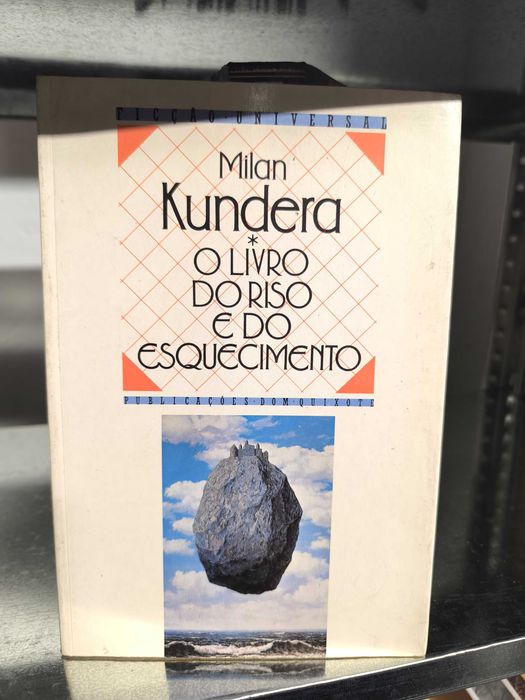 FICÇÃO·UNIVERSAL
Milan
Kundera
*
O LIVRO
DO RISO
E DO
ESQUECIMENTO
PUBLICAÇÕES·DOM·QUIXOTE